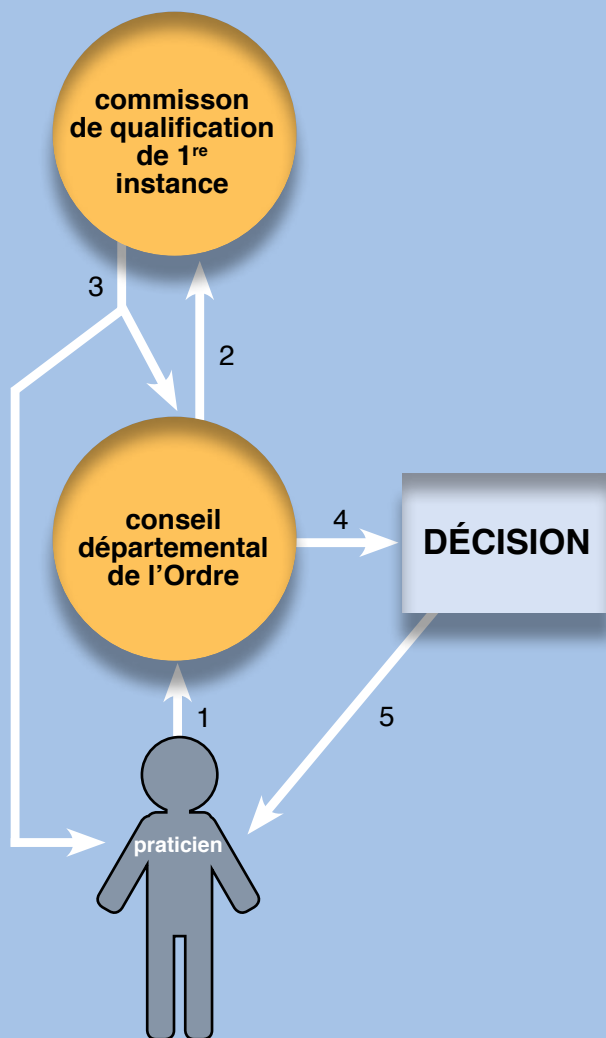 commisson
de qualification
de 1re
instance
3
2
conseil
départemental
de l’Ordre
4
DÉCISION
1
5
praticien